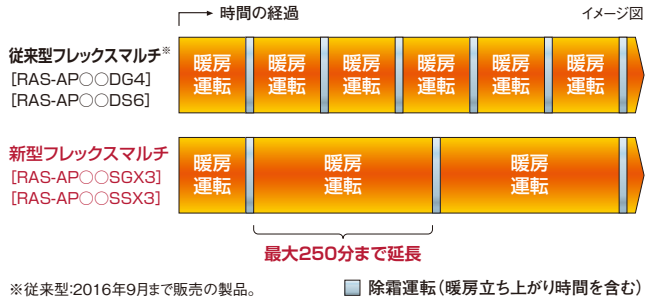 時間の経過
イメージ図
従来型フレックスマルチ※
[RAS-AP○○DG4]
[RAS-AP○○DS6]
暖房
運転
暖房
運転
暖房
運転
暖房
運転
暖房
運転
暖房
運転
新型フレックスマルチ
[RAS-AP○○SGX3]
[RAS-AP○○SSX3]
暖房
運転
暖房
運転
暖房
運転
最大250分まで延長
※従来型:2016年9月まで販売の製品。
除霜運転(暖房立ち上がり時間を含む)